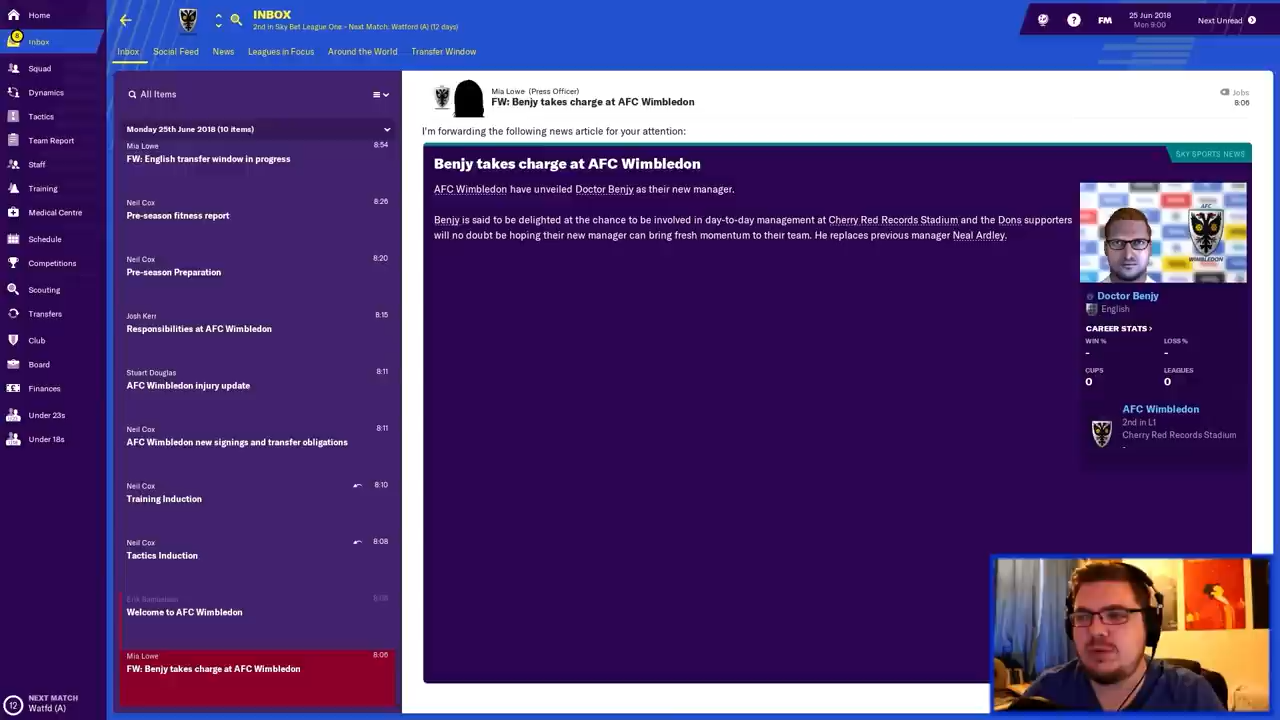 Home
8
Inbox
Squad
Dynamics
Tactics
Team Report
Staff
Training
Medical Centre
Schedule
Competitions
Scouting
Transfers
Club
Board
Finances
Under 23s
Under 18s
12
NEXT MATCH
Watfd (A)
INBOX
2nd in Sky Bet League One - Next Match: Watford (A) (12 days)
?
FM
25 Jun 2018
Mon 9:00
Next Unread
Inbox
Social Feed
News
Leagues in Focus
Around the World
Transfer Window
All Items
Monday 25th June 2018 (10 items)
Mia Lowe
8:54
FW: English transfer window in progress
Neil Cox
8:26
Pre-season fitness report
Neil Cox
8:20
Pre-season Preparation
Josh Kerr
8:15
Responsibilities at AFC Wimbledon
Stuart Douglas
8:11
AFC Wimbledon injury update
Neil Cox
8:11
AFC Wimbledon new signings and transfer obligations
Neil Cox
8:10
Training Induction
Neil Cox
8:08
Tactics Induction
Erik Samuelson
Welcome to AFC Wimbledon
Mia Lowe
8:06
FW: Benjy takes charge at AFC Wimbledon
Mia Lowe (Press Officer)
FW: Benjy takes charge at AFC Wimbledon
Jobs
8:06
I'm forwarding the following news article for your attention:
Benjy takes charge at AFC Wimbledon
SKY SPORTS NEWS
AFC Wimbledon have unveiled Doctor Benjy as their new manager.
Benjy is said to be delighted at the chance to be involved in day-to-day management at Cherry Red Records Stadium and the Dons supporters
will no doubt be hoping their new manager can bring fresh momentum to their team. He replaces previous manager Neal Ardley.
AFC
WIMBLEDON
Doctor Benjy
English
CAREER STATS >
WIN %
LOSS %
-
-
CUPS
LEAGUES
0
0
AFC Wimbledon
2nd in L1
Cherry Red Records Stadium
-